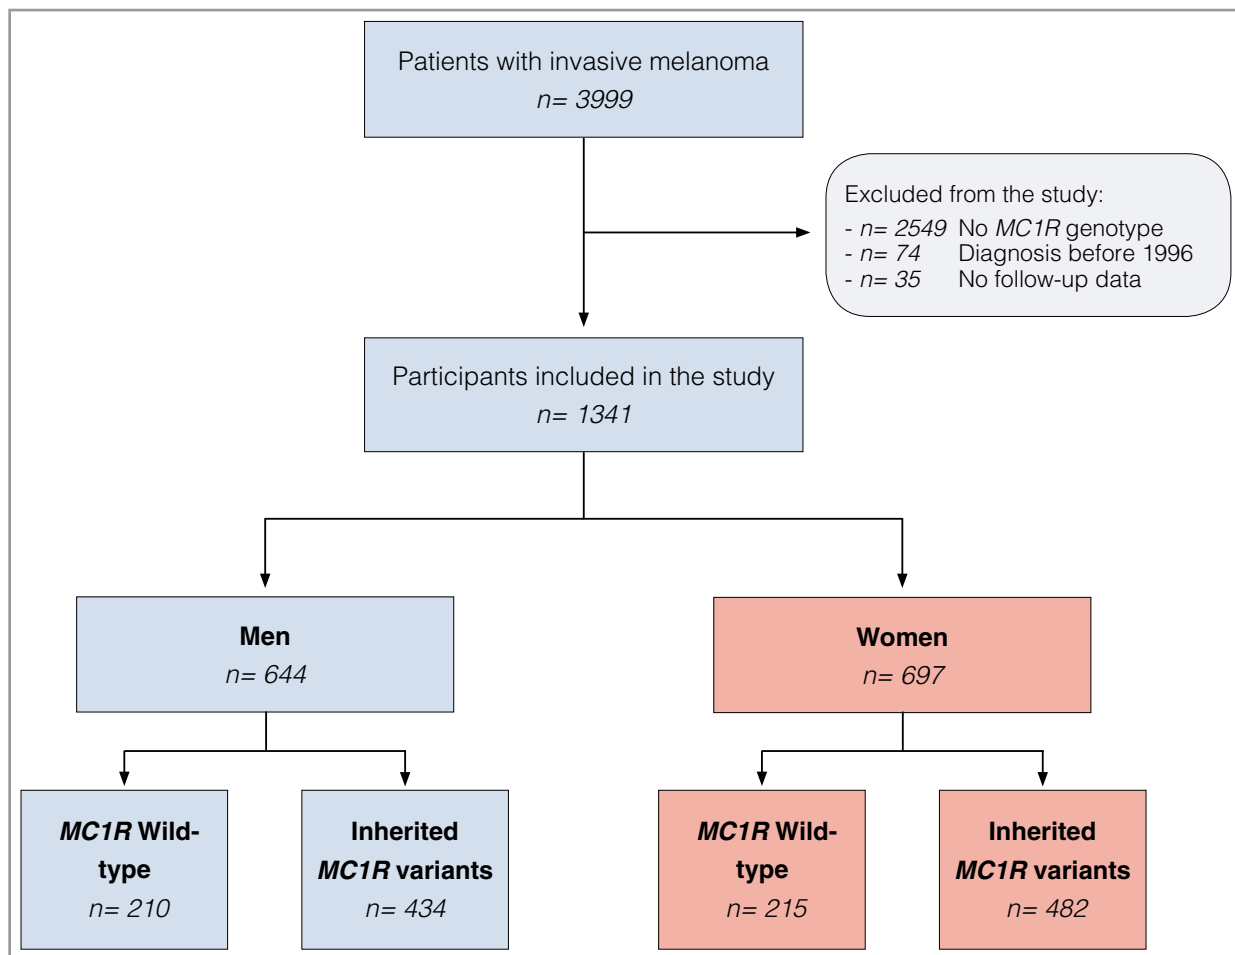 Patients with invasive melanoma
n= 3999
Excluded from the study:
- n= 2549 No MC1R genotype
- n= 74 Diagnosis before 1996
- n= 35 No follow-up data
Participants included in the study
n= 1341
Men
n= 644
Women
n= 697
MC1R Wild-
type
n= 210
Inherited
MC1R variants
n= 434
MC1R Wild-
type
n= 215
Inherited
MC1R variants
n= 482